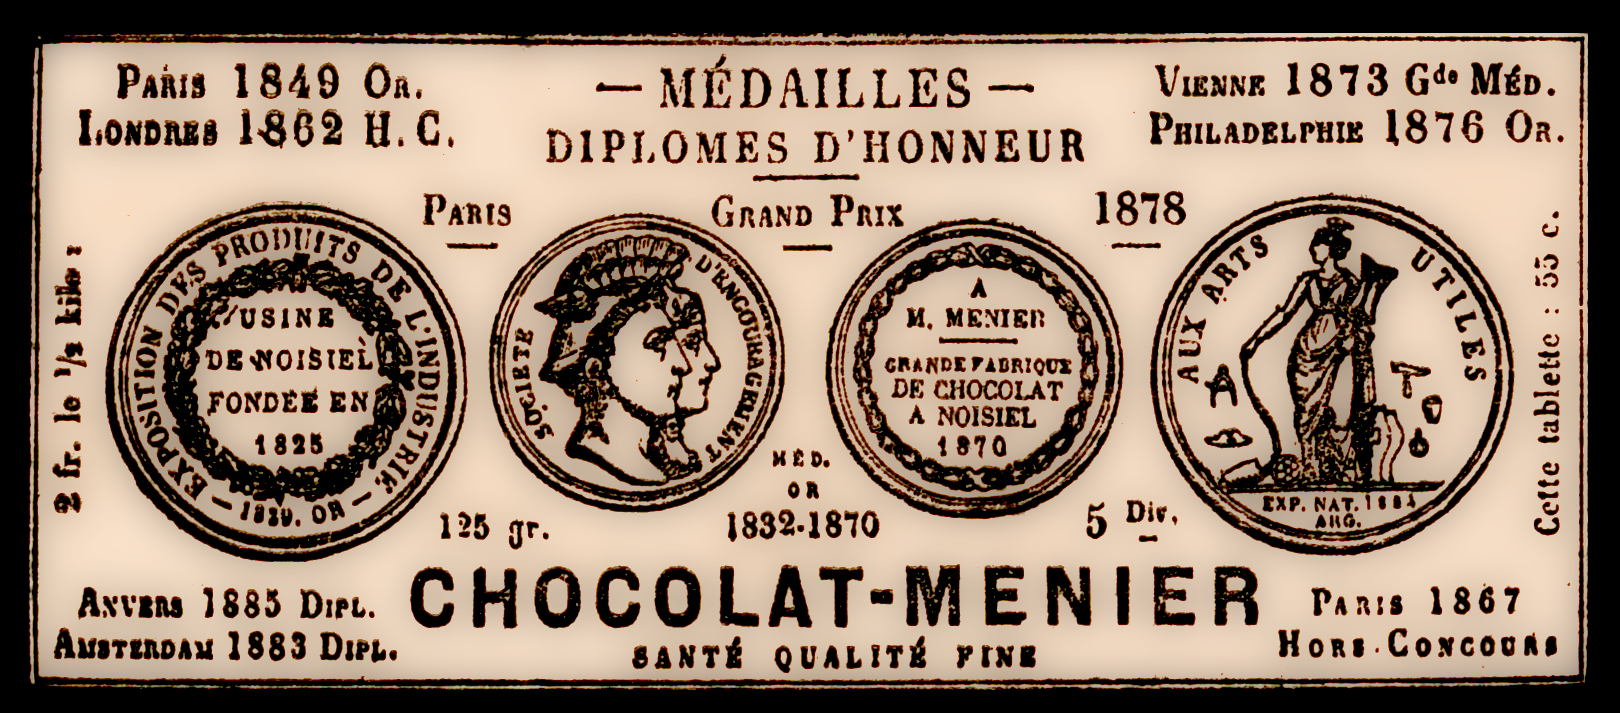 PARIS 1849 OR.
LONDRES 1862 H. C.
— MÉDAILLES —
DIPLOMES D'HONNEUR
VIENNE 1873 Gde MÉD.
PHILADELPHIE 1876 OR.
PARIS GRAND PRIX 1878
2 fr. le 1/2 kilo :
EXPOSITION DES PRODUITS DE L'INDUSTRIE
USINE
DE NOISIEL
FONDÉE EN
1825
— 1839. OR —
SOCIETE D'ENCOURAGEMENT
A
M. MENIER
GRANDE FABRIQUE
DE CHOCOLAT
A NOISIEL
1870
AUX ARTS UTILES
EXP. NAT. 1834
ARG.
Cette tablette : 55 c.
125 gr.
MÉD.
OR
1832-1870
5 Div.
ANVERS 1885 DIPL.
AMSTERDAM 1883 DIPL.
CHOCOLAT-MENIER
SANTÉ QUALITÉ FINE
PARIS 1867
HORS CONCOURS